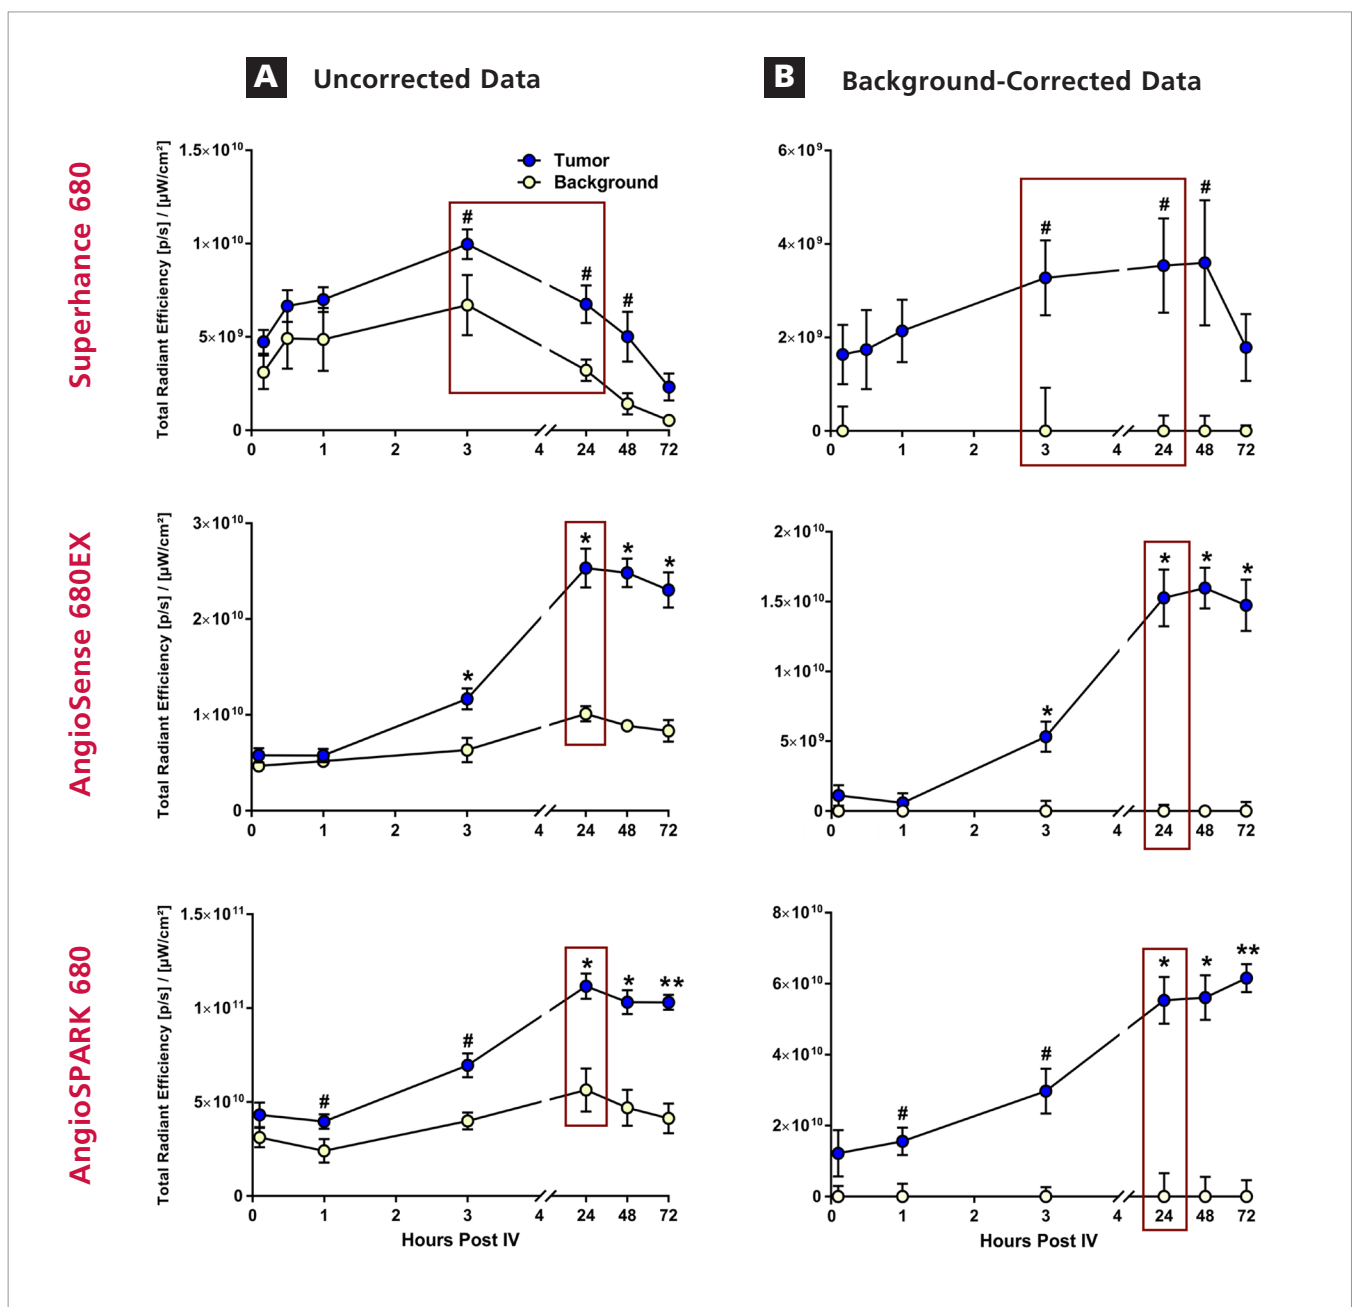 A Uncorrected Data
B Background-Corrected Data
Superhance 680
Total Radiant Efficiency [p/s] / [µW/cm²]
1.5×10¹⁰
1×10¹⁰
5×10⁹
0
Tumor
Background
# # #
0 1 2 3 4 24 48 72
6×10⁹
4×10⁹
2×10⁹
0
# # #
0 1 2 3 4 24 48 72
AngioSense 680EX
Total Radiant Efficiency [p/s] / [µW/cm²]
3×10¹⁰
2×10¹⁰
1×10¹⁰
0
* * * *
0 1 2 3 4 24 48 72
2×10¹⁰
1.5×10¹⁰
1×10¹⁰
5×10⁹
0
* * * *
0 1 2 3 4 24 48 72
AngioSPARK 680
Total Radiant Efficiency [p/s] / [µW/cm²]
1.5×10¹¹
1×10¹¹
5×10¹⁰
0
# # * * **
0 1 2 3 4 24 48 72
Hours Post IV
8×10¹⁰
6×10¹⁰
4×10¹⁰
2×10¹⁰
0
# # * * **
0 1 2 3 4 24 48 72
Hours Post IV